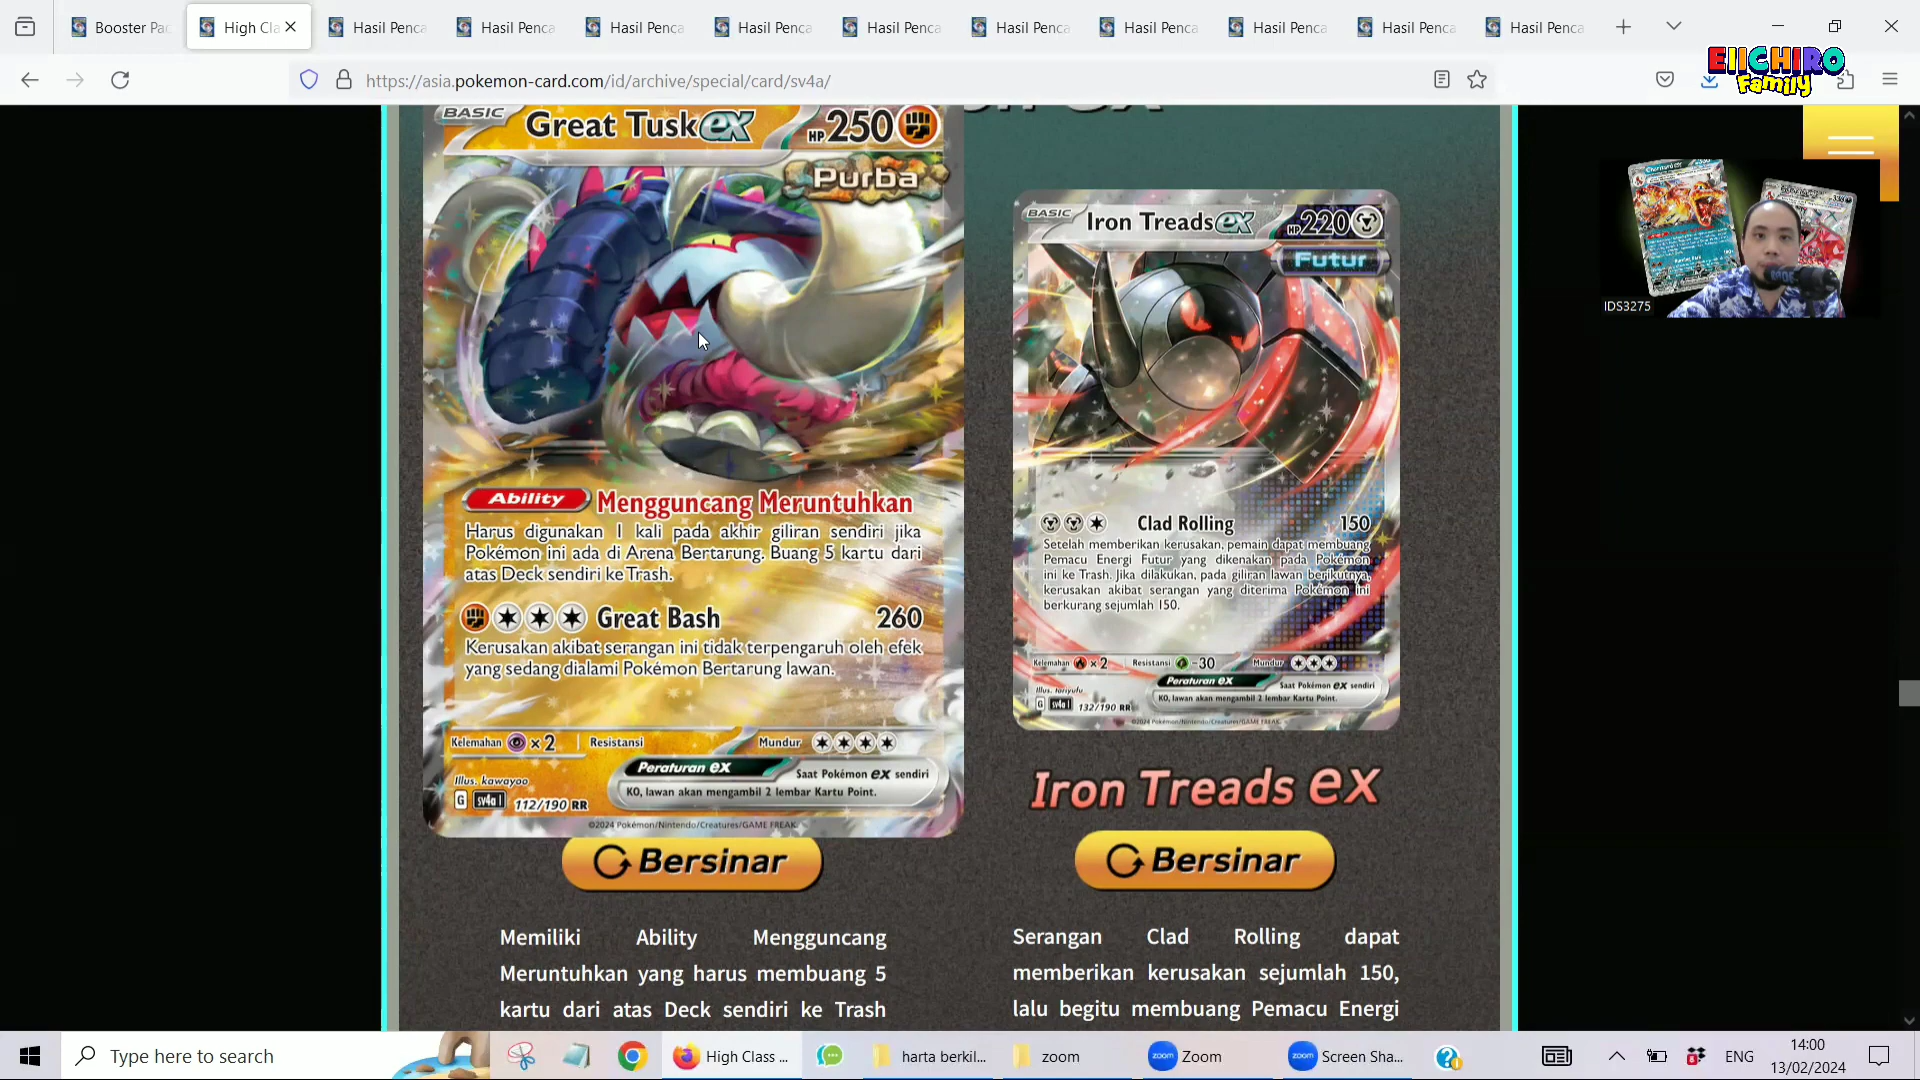 Booster Pac
High Cla
Hasil Penca
Hasil Penca
Hasil Penca
Hasil Penca
Hasil Penca
Hasil Penca
Hasil Penca
Hasil Penca
Hasil Penca
Hasil Penca
https://asia.pokemon-card.com/id/archive/special/card/sv4a/
EIICHIRO
Family
IDS3275
BASIC Great Tusk ex HP 250
Purba
Ability Mengguncang Meruntuhkan
Harus digunakan 1 kali pada akhir giliran sendiri jika
Pokémon ini ada di Arena Bertarung. Buang 5 kartu dari
atas Deck sendiri ke Trash.
Great Bash 260
Kerusakan akibat serangan ini tidak terpengaruh oleh efek
yang sedang dialami Pokémon Bertarung lawan.
Kelemahan ×2 Resistansi Mundur
Illus. kawayoo
Peraturan ex Saat Pokémon ex sendiri
KO, lawan akan mengambil 2 lembar Kartu Point.
G sv4a I 112/190 RR
©2024 Pokémon/Nintendo/Creatures/GAME FREAK.
Bersinar
Memiliki Ability Mengguncang
Meruntuhkan yang harus membuang 5
kartu dari atas Deck sendiri ke Trash
BASIC Iron Treads ex HP 220
Futur
Clad Rolling 150
Setelah memberikan kerusakan, pemain dapat membuang
Pemacu Energi Futur yang dikenakan pada Pokémon
ini ke Trash. Jika dilakukan, pada giliran lawan berikutnya,
kerusakan akibat serangan yang diterima Pokémon ini
berkurang sejumlah 150.
Kelemahan ×2 Resistansi -30 Mundur
Illus. toriyufu
Peraturan ex Saat Pokémon ex sendiri
KO, lawan akan mengambil 2 lembar Kartu Point.
G sv4a I 132/190 RR
©2024 Pokémon/Nintendo/Creatures/GAME FREAK.
Iron Treads ex
Bersinar
Serangan Clad Rolling dapat
memberikan kerusakan sejumlah 150,
lalu begitu membuang Pemacu Energi
Type here to search
High Class ...
harta berkil...
zoom
Zoom
Screen Sha...
ENG
14:00
13/02/2024